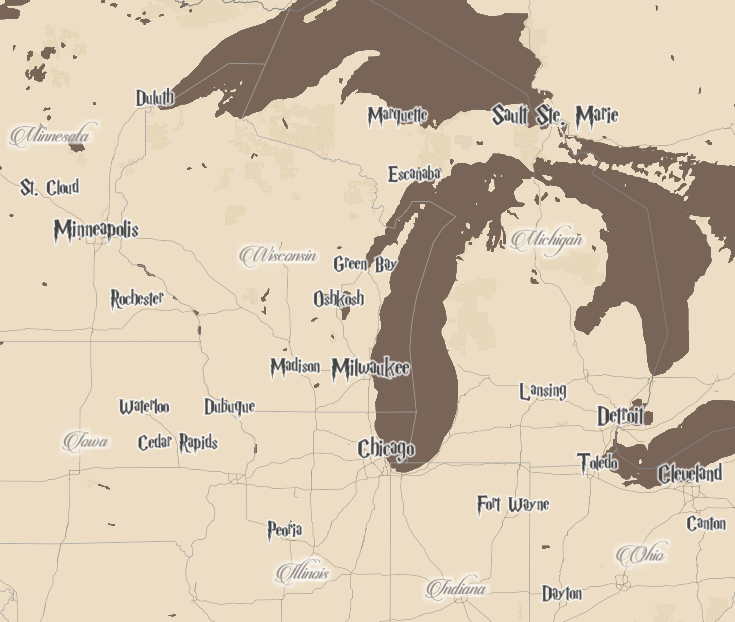 Duluth
Marquette
Sault Ste. Marie
Minnesota
Escanaba
St. Cloud
Minneapolis
Michigan
Wisconsin
Green Bay
Rochester
Oshkosh
Madison
Milwaukee
Lansing
Waterloo
Dubuque
Detroit
Iowa
Cedar Rapids
Chicago
Toledo
Cleveland
Fort Wayne
Canton
Peoria
Ohio
Illinois
Indiana
Dayton